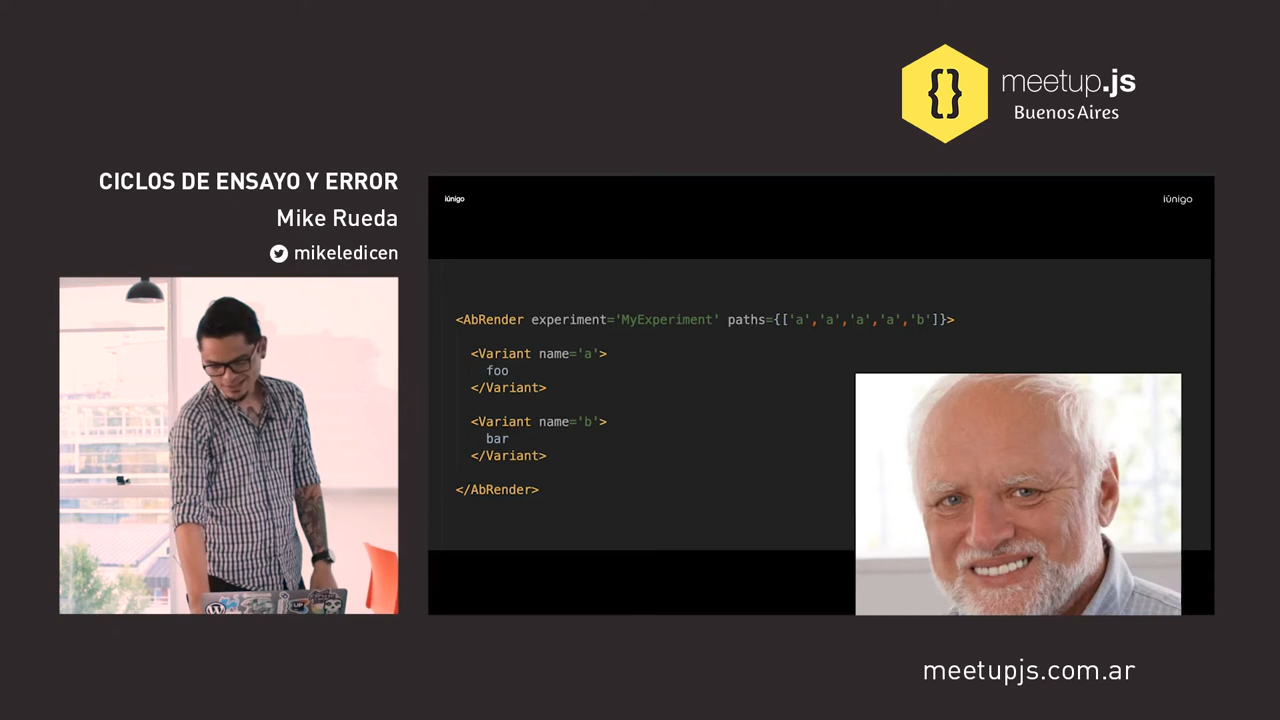 {}
meetup.js
Buenos Aires
CICLOS DE ENSAYO Y ERROR
Mike Rueda
mikeledicen
iúnigo
iúnigo
<AbRender experiment='MyExperiment' paths={['a','a','a','a','b']}>
<Variant name='a'>
foo
</Variant>
<Variant name='b'>
bar
</Variant>
</AbRender>
meetupjs.com.ar